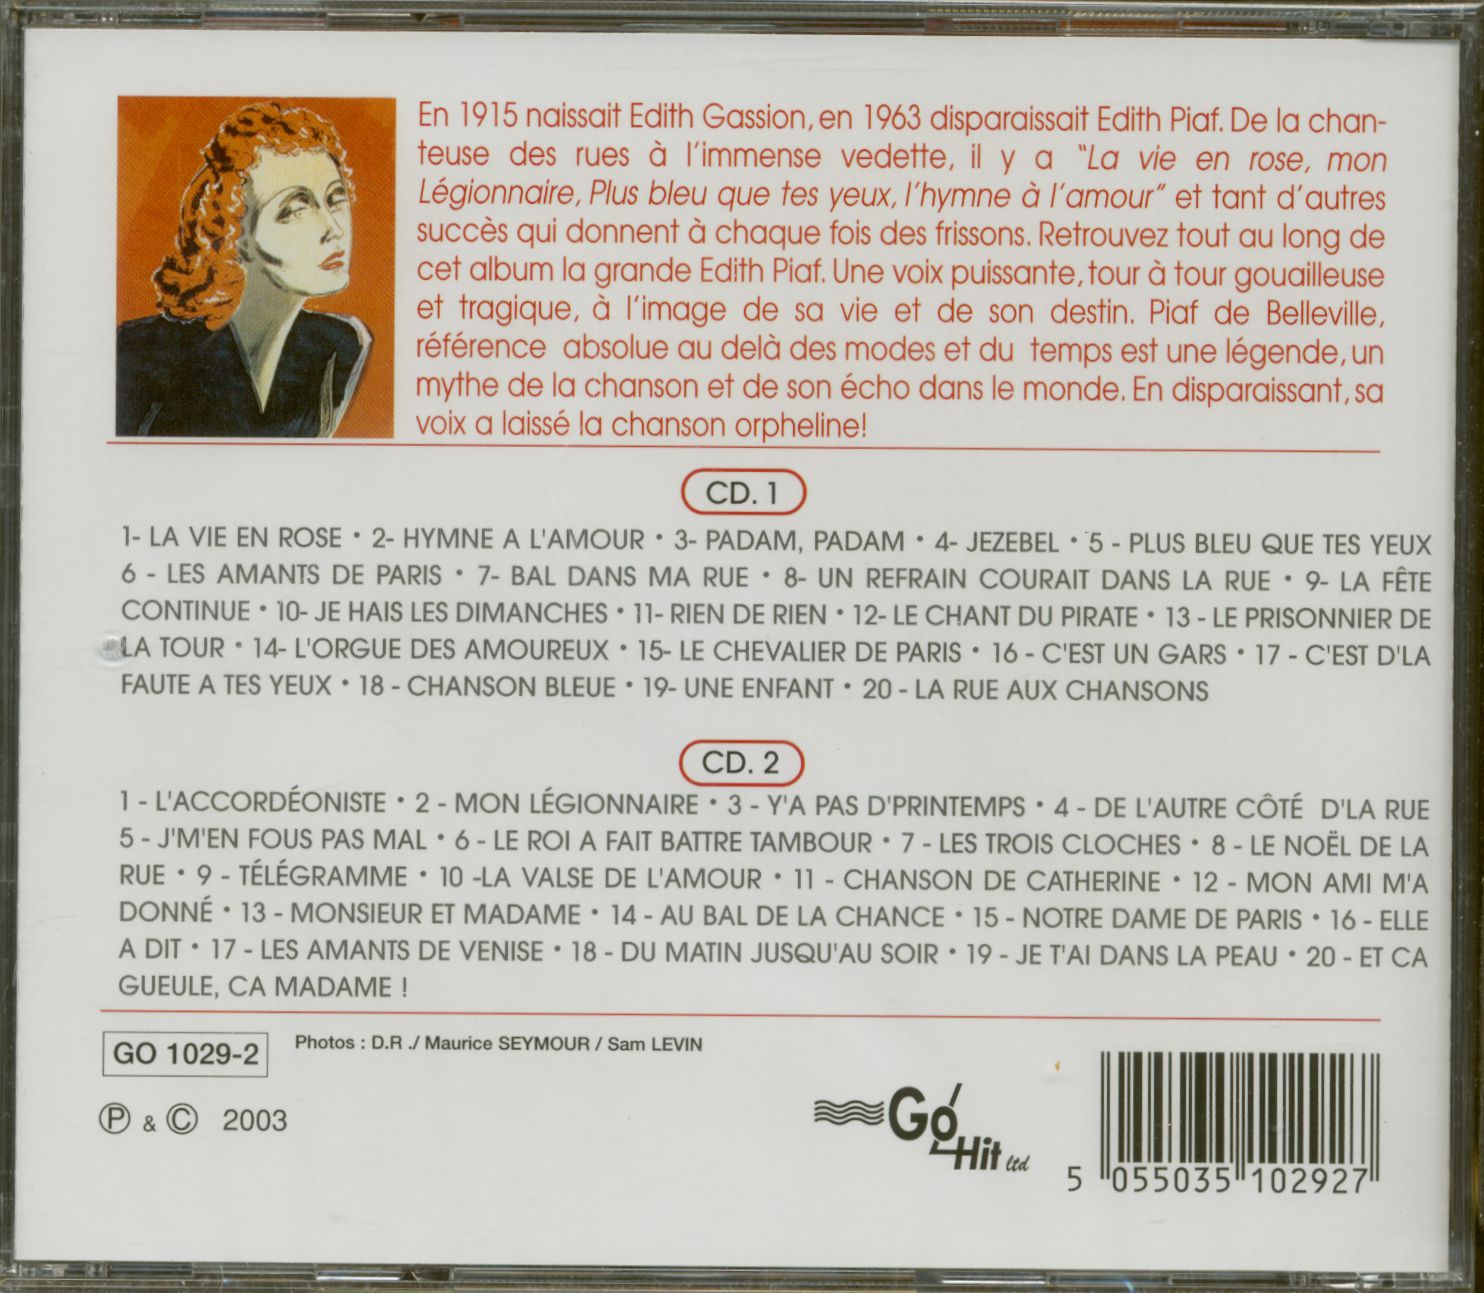 En 1915 naissait Edith Gassion, en 1963 disparaissait Edith Piaf. De la chan-
teuse des rues à l'immense vedette, il y a "La vie en rose, mon
Légionnaire, Plus bleu que tes yeux, l'hymne à l'amour" et tant d'autres
succès qui donnent à chaque fois des frissons. Retrouvez tout au long de
cet album la grande Edith Piaf. Une voix puissante, tour à tour gouailleuse
et tragique, à l'image de sa vie et de son destin. Piaf de Belleville,
référence absolue au delà des modes et du temps est une légende, un
mythe de la chanson et de son écho dans le monde. En disparaissant, sa
voix a laissé la chanson orpheline!
CD. 1
1- LA VIE EN ROSE • 2- HYMNE A L'AMOUR • 3- PADAM, PADAM • 4- JEZEBEL • 5 - PLUS BLEU QUE TES YEUX
6 - LES AMANTS DE PARIS • 7- BAL DANS MA RUE • 8- UN REFRAIN COURAIT DANS LA RUE • 9- LA FÊTE
CONTINUE • 10- JE HAIS LES DIMANCHES • 11- RIEN DE RIEN • 12- LE CHANT DU PIRATE • 13 - LE PRISONNIER DE
LA TOUR • 14- L'ORGUE DES AMOUREUX • 15- LE CHEVALIER DE PARIS • 16 - C'EST UN GARS • 17 - C'EST D'LA
FAUTE A TES YEUX • 18 - CHANSON BLEUE • 19- UNE ENFANT • 20 - LA RUE AUX CHANSONS
CD. 2
1 - L'ACCORDÉONISTE • 2 - MON LÉGIONNAIRE • 3 - Y'A PAS D'PRINTEMPS • 4 - DE L'AUTRE CÔTÉ D'LA RUE
5 - J'M'EN FOUS PAS MAL • 6 - LE ROI A FAIT BATTRE TAMBOUR • 7 - LES TROIS CLOCHES • 8 - LE NOËL DE LA
RUE • 9 - TÉLÉGRAMME • 10 -LA VALSE DE L'AMOUR • 11 - CHANSON DE CATHERINE • 12 - MON AMI M'A
DONNÉ • 13 - MONSIEUR ET MADAME • 14 - AU BAL DE LA CHANCE • 15 - NOTRE DAME DE PARIS • 16 - ELLE
A DIT • 17 - LES AMANTS DE VENISE • 18 - DU MATIN JUSQU'AU SOIR • 19 - JE T'AI DANS LA PEAU • 20 - ET CA
GUEULE, CA MADAME !
GO 1029-2
Photos : D.R ./ Maurice SEYMOUR / Sam LEVIN
Ⓟ & © 2003
Go
Hit ltd
5 055035 102927